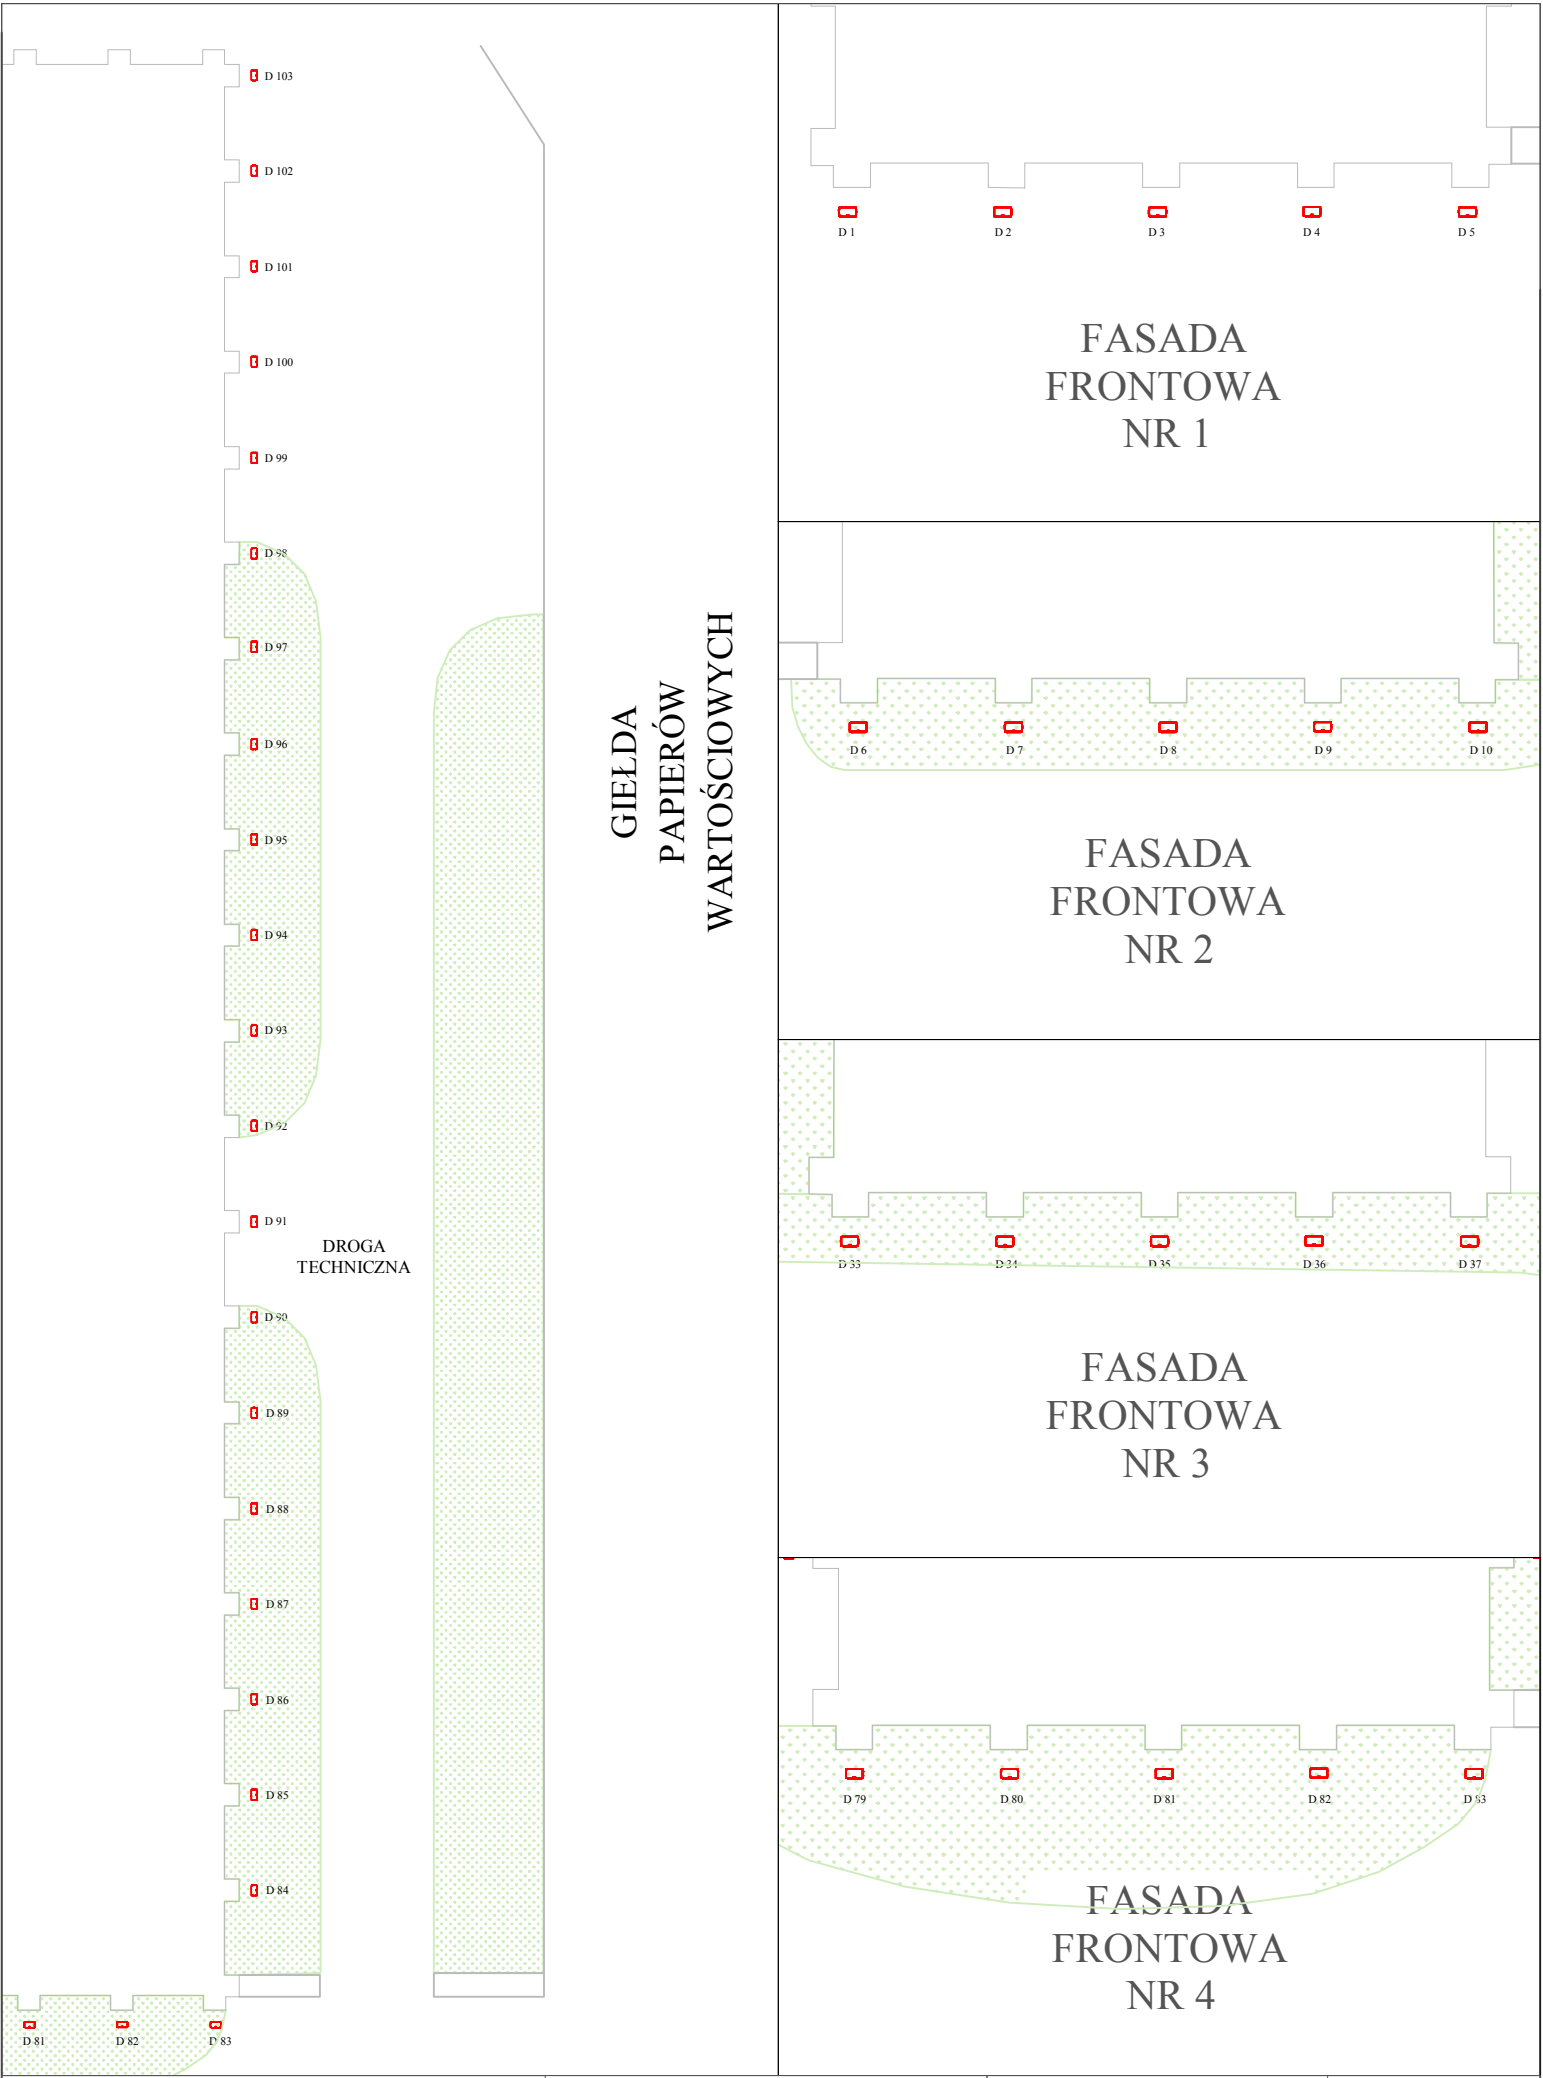 D 103
D 102
D 101
D 100
D 99
D 98
D 97
D 96
D 95
D 94
D 93
D 92
D 91
DROGA
TECHNICZNA
D 90
D 89
D 88
D 87
D 86
D 85
D 84
D 81
D 82
D 83
GIEŁDA
PAPIERÓW
WARTOŚCIOWYCH
D 1
D 2
D 3
D 4
D 5
FASADA
FRONTOWA
NR 1
D 6
D 7
D 8
D 9
D 10
FASADA
FRONTOWA
NR 2
D 33
D 34
D 35
D 36
D 37
FASADA
FRONTOWA
NR 3
D 79
D 80
D 81
D 82
D 83
FASADA
FRONTOWA
NR 4